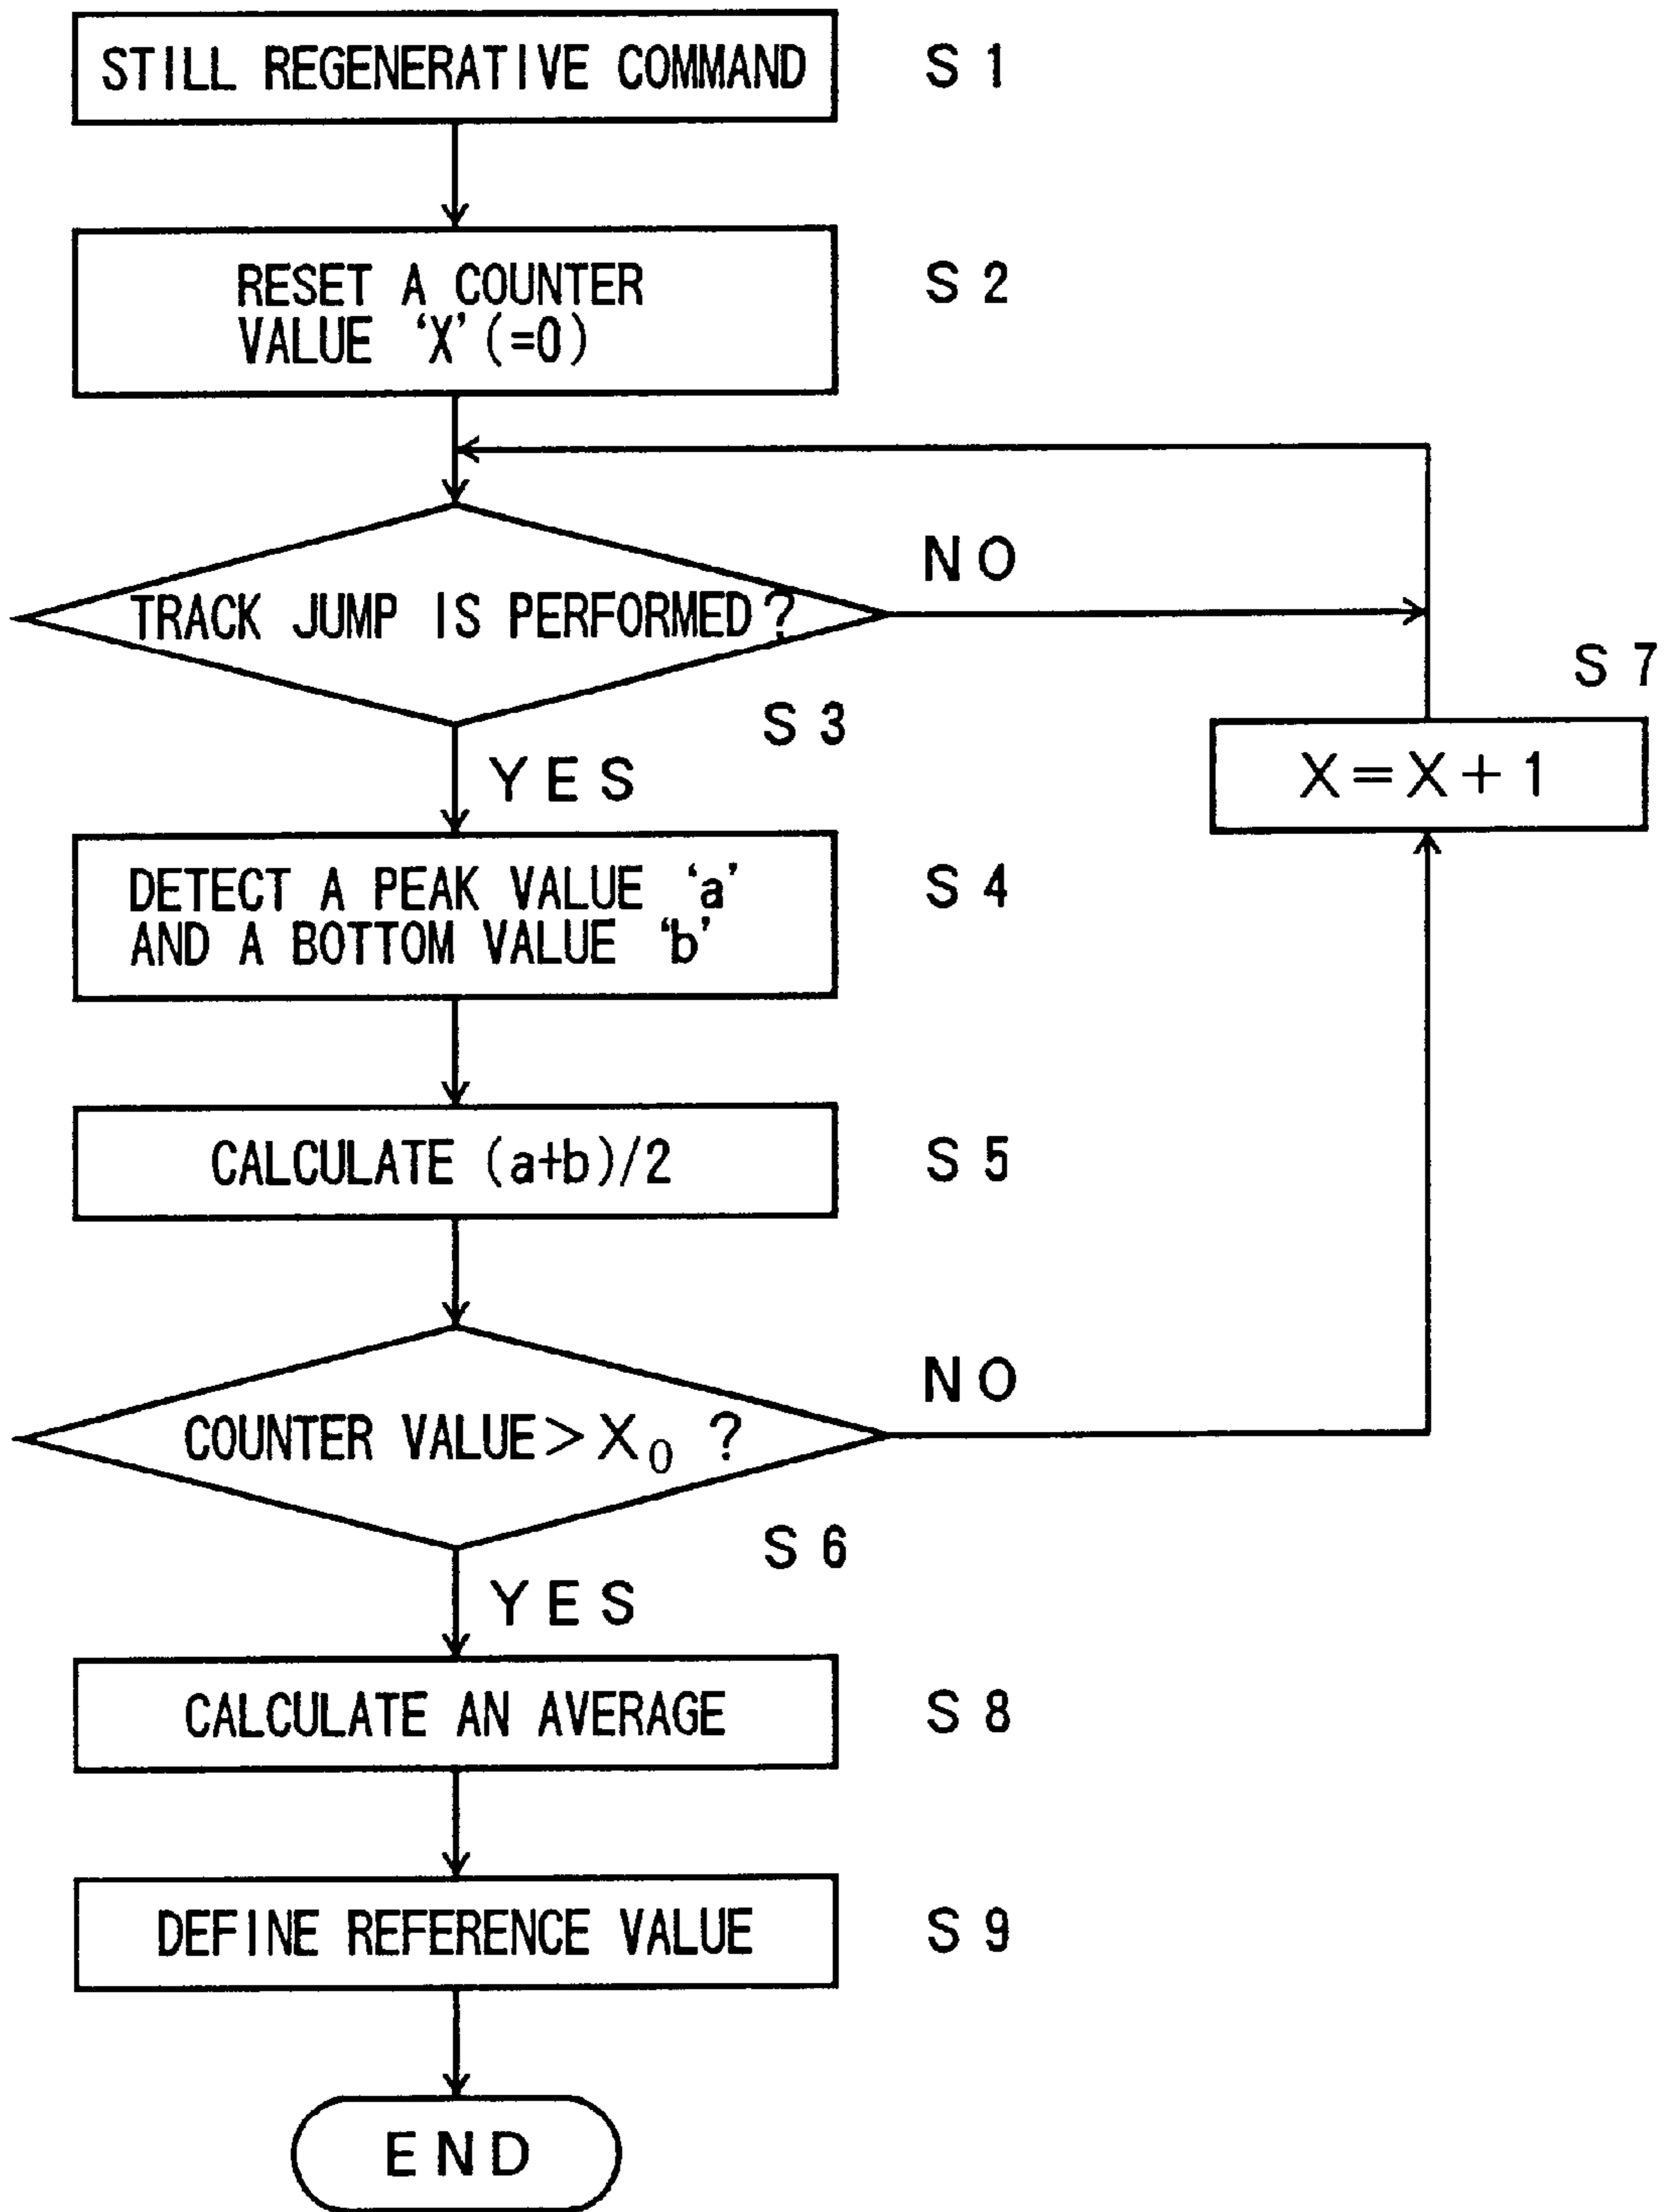 STILL REGENERATIVE COMMAND
S 1
RESET A COUNTER
VALUE ‘X’ (=0)
S 2
TRACK JUMP IS PERFORMED?
NO
S 3
YES
S 7
X=X+1
DETECT A PEAK VALUE ‘a’
AND A BOTTOM VALUE ‘b’
S 4
CALCULATE (a+b)/2
S 5
COUNTER VALUE>X₀ ?
NO
S 6
YES
CALCULATE AN AVERAGE
S 8
DEFINE REFERENCE VALUE
S 9
END